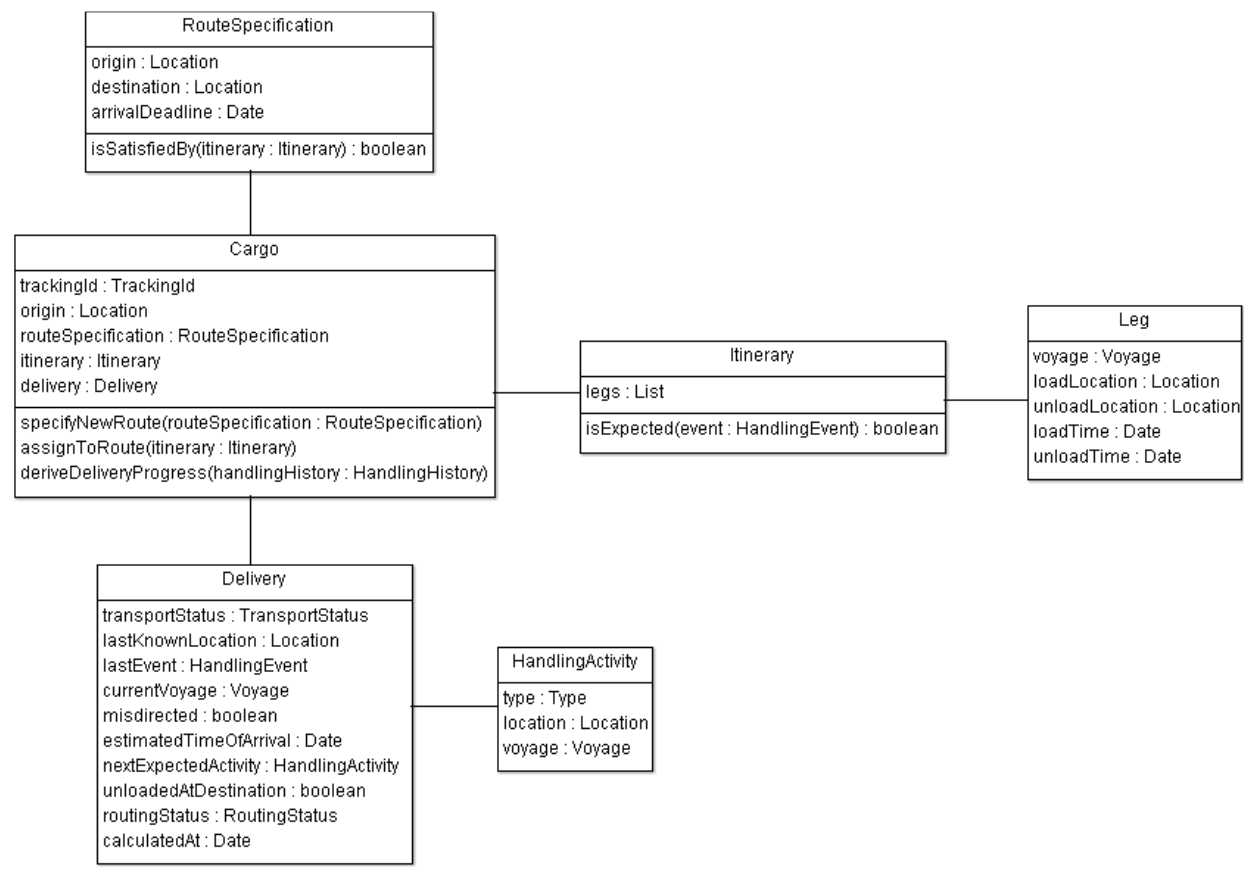 RouteSpecification
origin : Location
destination : Location
arrivalDeadline : Date
isSatisfiedBy(itinerary : Itinerary) : boolean
Cargo
trackingId : TrackingId
origin : Location
routeSpecification : RouteSpecification
itinerary : Itinerary
delivery : Delivery
specifyNewRoute(routeSpecification : RouteSpecification)
assignToRoute(itinerary : Itinerary)
deriveDeliveryProgress(handlingHistory : HandlingHistory)
Itinerary
legs : List
isExpected(event : HandlingEvent) : boolean
Leg
voyage : Voyage
loadLocation : Location
unloadLocation : Location
loadTime : Date
unloadTime : Date
Delivery
transportStatus : TransportStatus
lastKnownLocation : Location
lastEvent : HandlingEvent
currentVoyage : Voyage
misdirected : boolean
estimatedTimeOfArrival : Date
nextExpectedActivity : HandlingActivity
unloadedAtDestination : boolean
routingStatus : RoutingStatus
calculatedAt : Date
HandlingActivity
type : Type
location : Location
voyage : Voyage